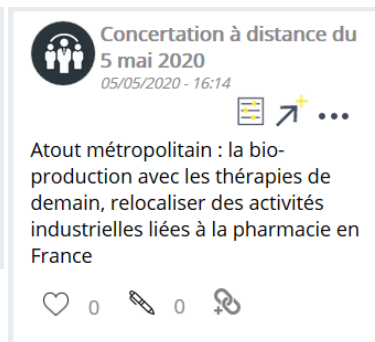 Concertation à distance du
5 mai 2020
05/05/2020 - 16:14
Atout métropolitain : la bio-
production avec les thérapies de
demain, relocaliser des activités
industrielles liées à la pharmacie en
France
0 0